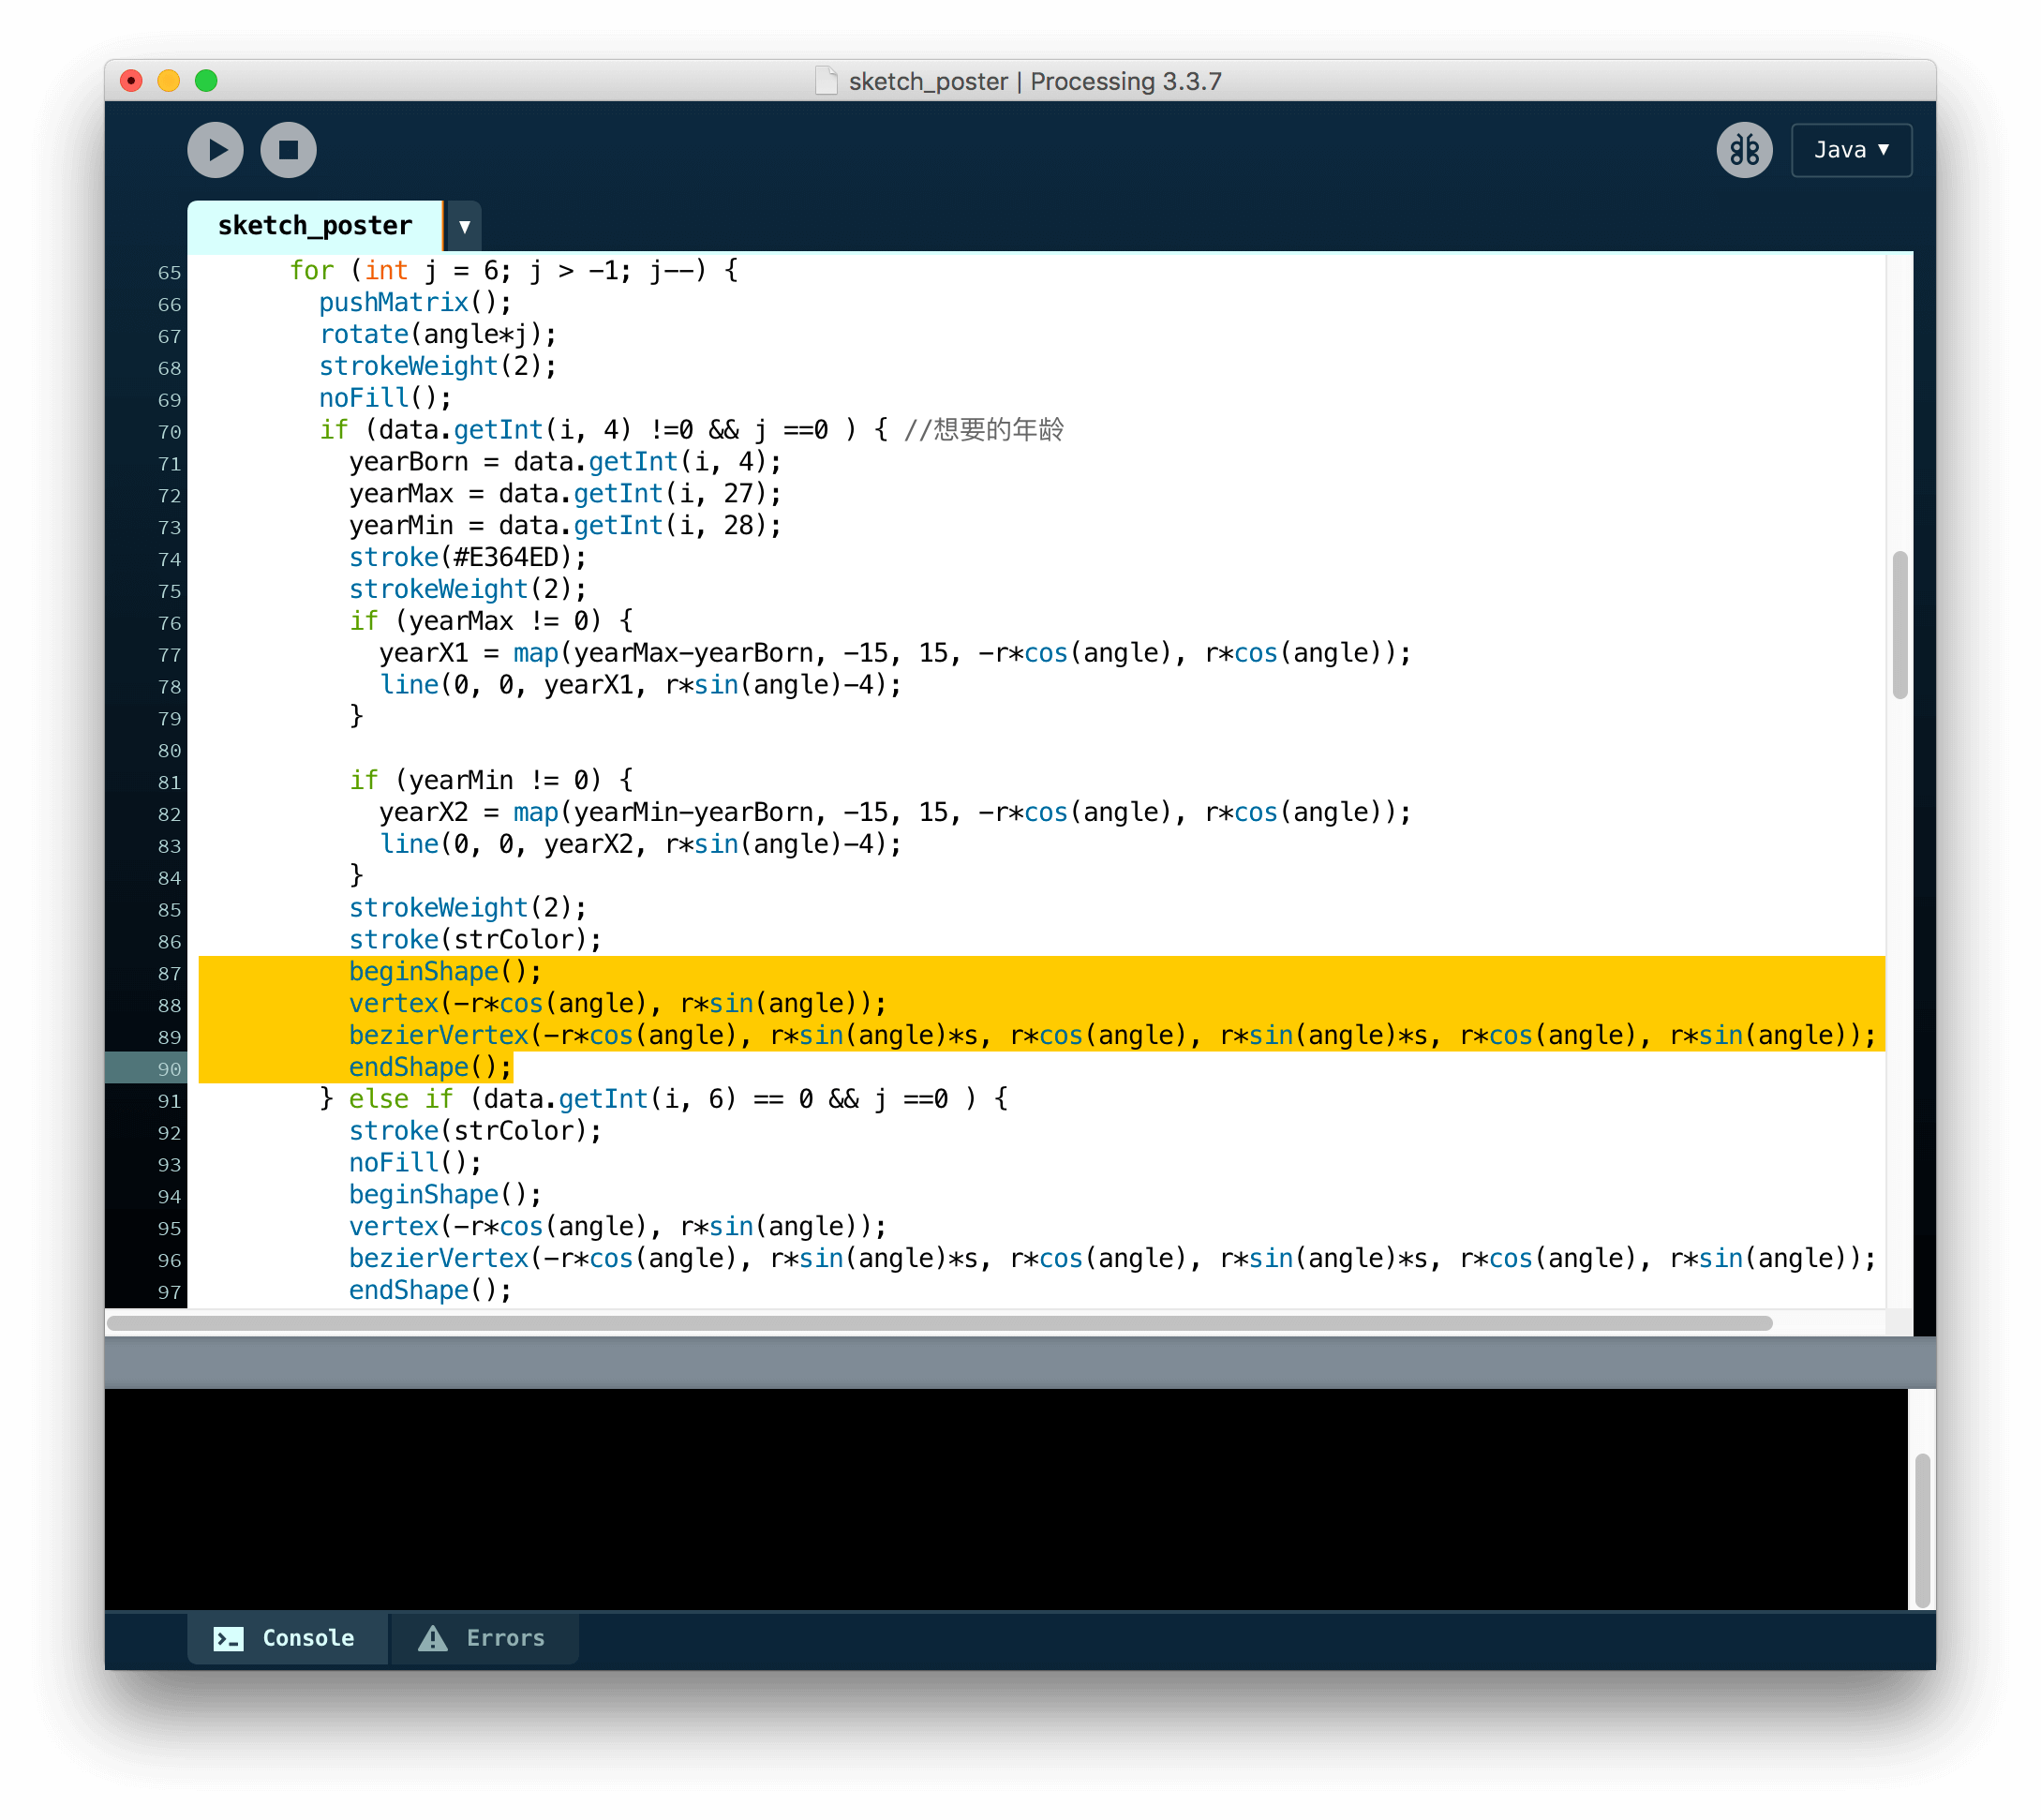 sketch_poster | Processing 3.3.7
Java ▼
sketch_poster ▼
65 for (int j = 6; j > -1; j--) {
66 pushMatrix();
67 rotate(angle*j);
68 strokeWeight(2);
69 noFill();
70 if (data.getInt(i, 4) !=0 && j ==0 ) { //想要的年龄
71 yearBorn = data.getInt(i, 4);
72 yearMax = data.getInt(i, 27);
73 yearMin = data.getInt(i, 28);
74 stroke(#E364ED);
75 strokeWeight(2);
76 if (yearMax != 0) {
77 yearX1 = map(yearMax-yearBorn, -15, 15, -r*cos(angle), r*cos(angle));
78 line(0, 0, yearX1, r*sin(angle)-4);
79 }
80
81 if (yearMin != 0) {
82 yearX2 = map(yearMin-yearBorn, -15, 15, -r*cos(angle), r*cos(angle));
83 line(0, 0, yearX2, r*sin(angle)-4);
84 }
85 strokeWeight(2);
86 stroke(strColor);
87 beginShape();
88 vertex(-r*cos(angle), r*sin(angle));
89 bezierVertex(-r*cos(angle), r*sin(angle)*s, r*cos(angle), r*sin(angle)*s, r*cos(angle), r*sin(angle));
90 endShape();
91 } else if (data.getInt(i, 6) == 0 && j ==0 ) {
92 stroke(strColor);
93 noFill();
94 beginShape();
95 vertex(-r*cos(angle), r*sin(angle));
96 bezierVertex(-r*cos(angle), r*sin(angle)*s, r*cos(angle), r*sin(angle)*s, r*cos(angle), r*sin(angle));
97 endShape();
Console Errors